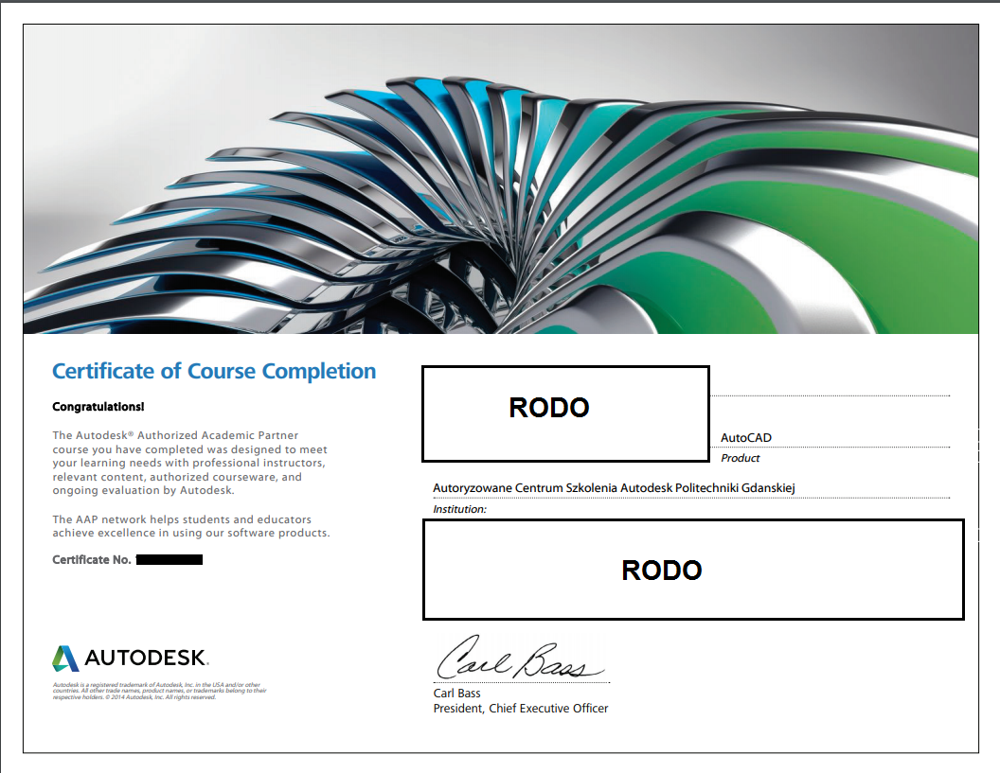 Certificate of Course Completion
Congratulations!
The Autodesk® Authorized Academic Partner
course you have completed was designed to meet
your learning needs with professional instructors,
relevant content, authorized courseware, and
ongoing evaluation by Autodesk.
The AAP network helps students and educators
achieve excellence in using our software products.
Certificate No.
AUTODESK.
Autodesk is a registered trademark of Autodesk, Inc. in the USA and/or other
countries. All other trade names, product names, or trademarks belong to their
respective holders. © 2014 Autodesk, Inc. All rights reserved.
RODO
AutoCAD
Product
Autoryzowane Centrum Szkolenia Autodesk Politechniki Gdanskiej
Institution:
RODO
Carl Bass
Carl Bass
President, Chief Executive Officer